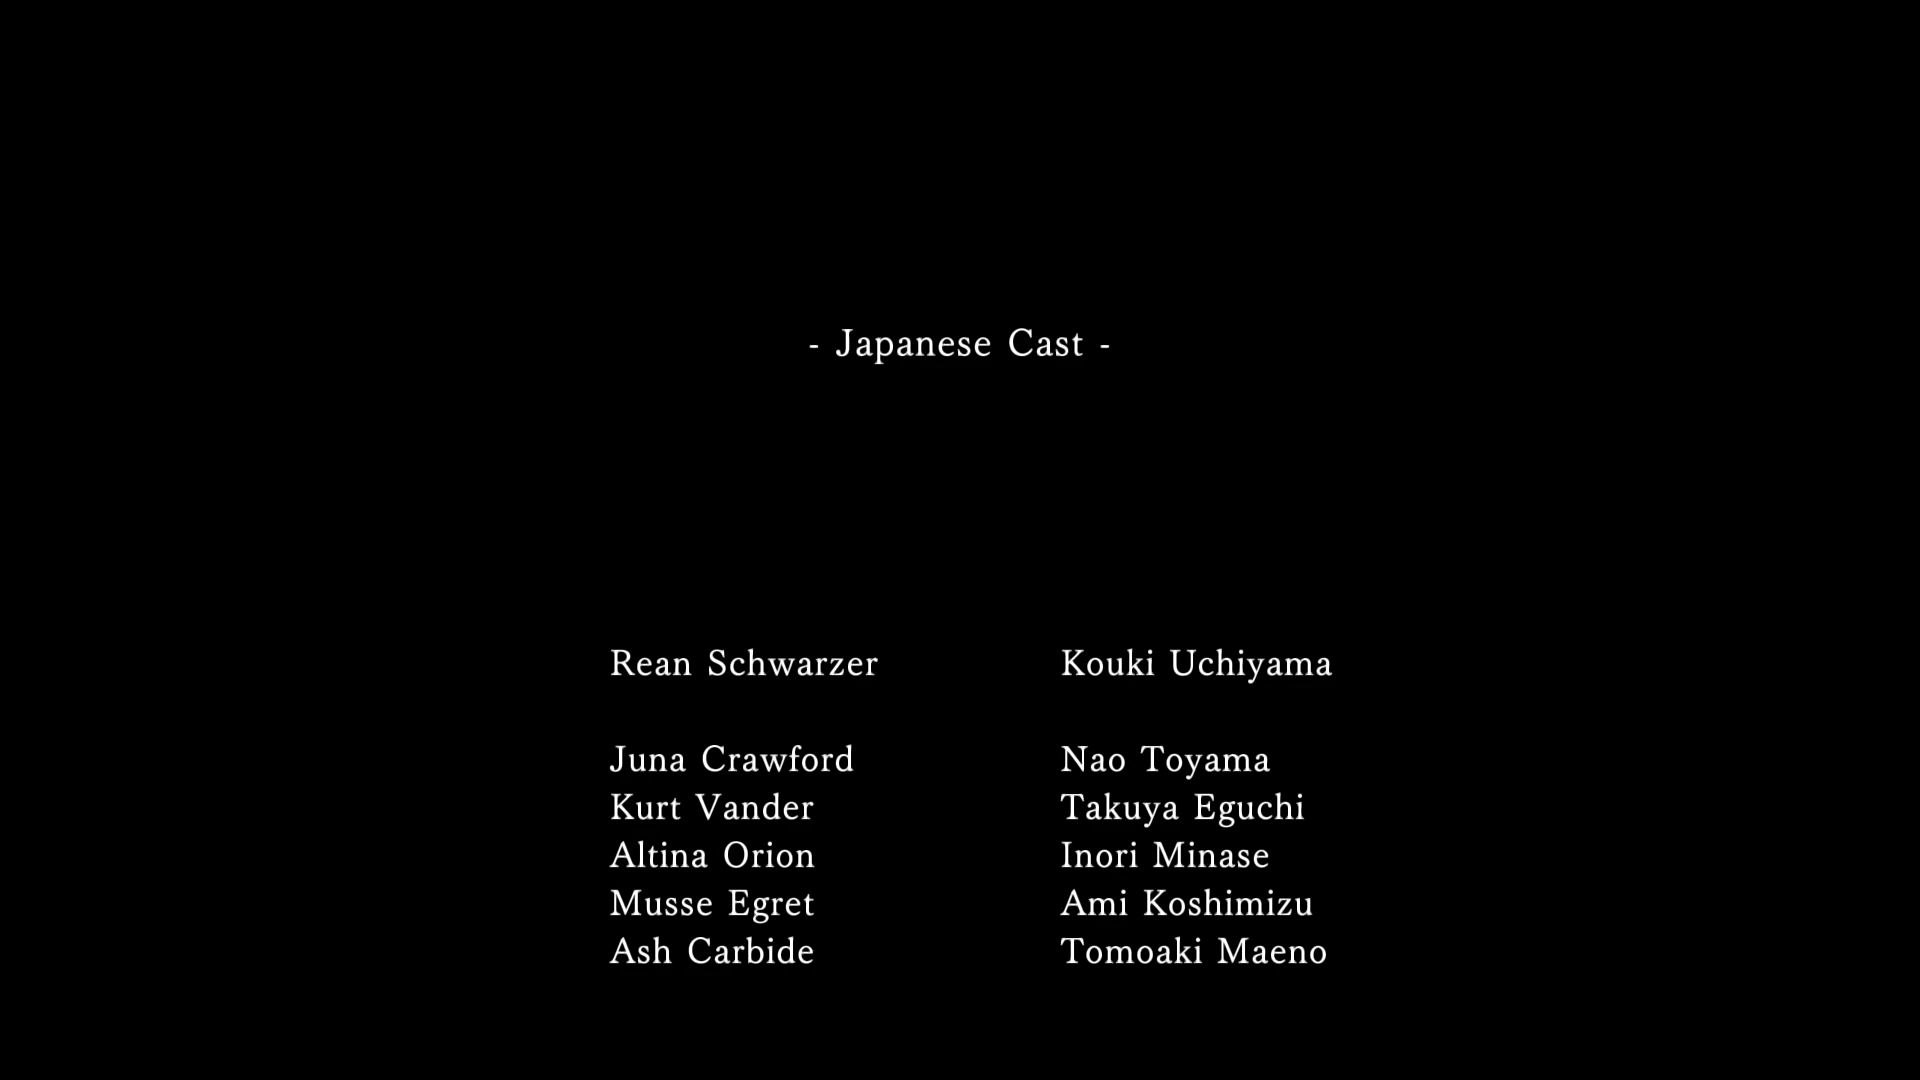 - Japanese Cast -
Rean Schwarzer Kouki Uchiyama
Juna Crawford Nao Toyama
Kurt Vander Takuya Eguchi
Altina Orion Inori Minase
Musse Egret Ami Koshimizu
Ash Carbide Tomoaki Maeno